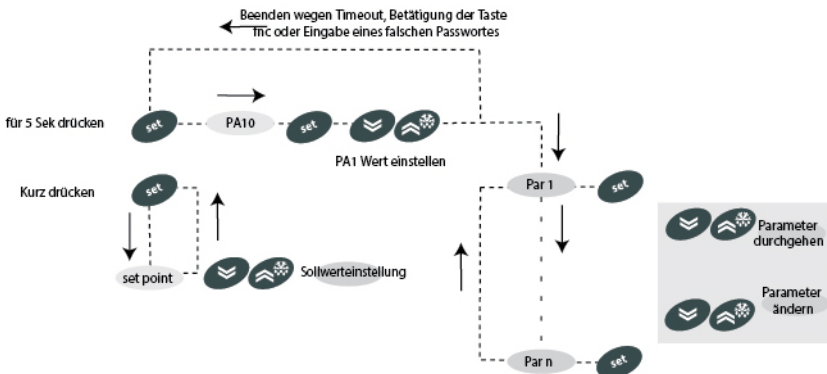 Beenden wegen Timeout, Betätigung der Taste
fnc oder Eingabe eines falschen Passwortes
für 5 Sek drücken
set
PA10
set
PA1 Wert einstellen
Kurz drücken
set
Par 1
set
set point
Sollwerteinstellung
Parameter
durchgehen
Parameter
ändern
Par n
set